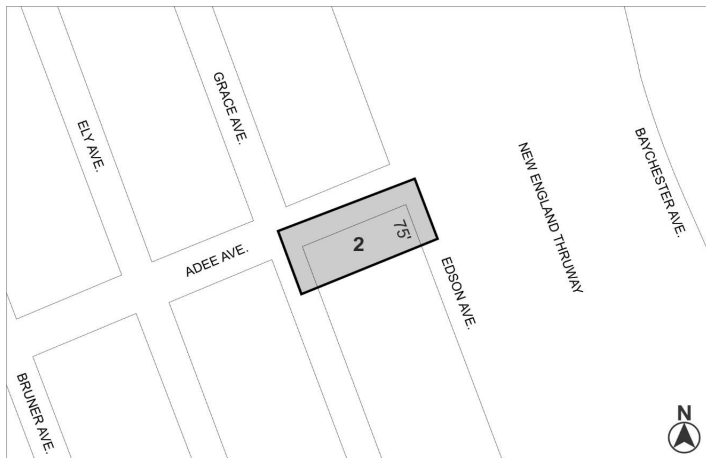 ELY AVE.
GRACE AVE.
BAYCHESTER AVE.
NEW ENGLAND THRUWAY
75'
2
ADEE AVE.
EDSON AVE.
BRUNER AVE.
N